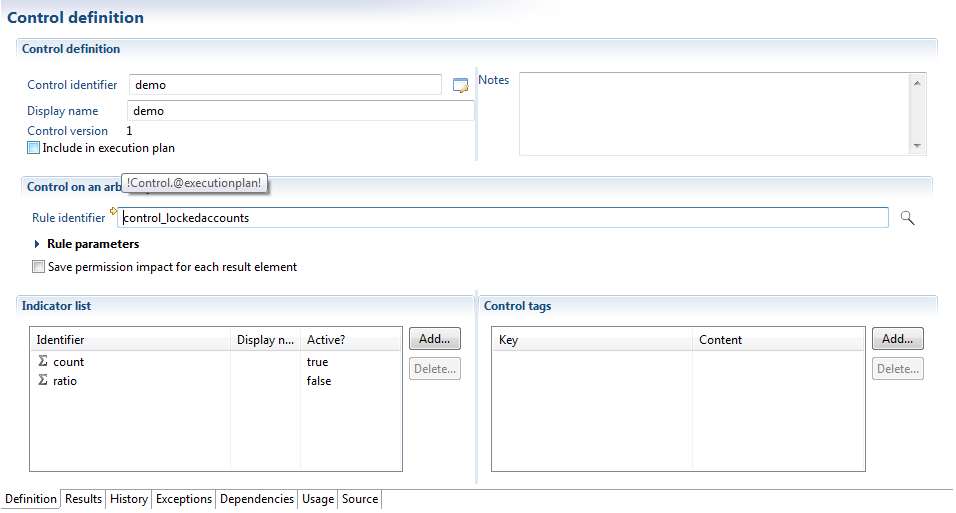 Control definition
Control definition
Control identifier demo
Display name demo
Control version 1
Include in execution plan
Notes
!Control.@executionplan!
Control on an arb
Rule identifier control_lockedaccounts
Rule parameters
Save permission impact for each result element
Indicator list
Identifier Display n... Active?
count true
ratio false
Add...
Delete...
Control tags
Key Content
Add...
Delete...
Definition Results History Exceptions Dependencies Usage Source